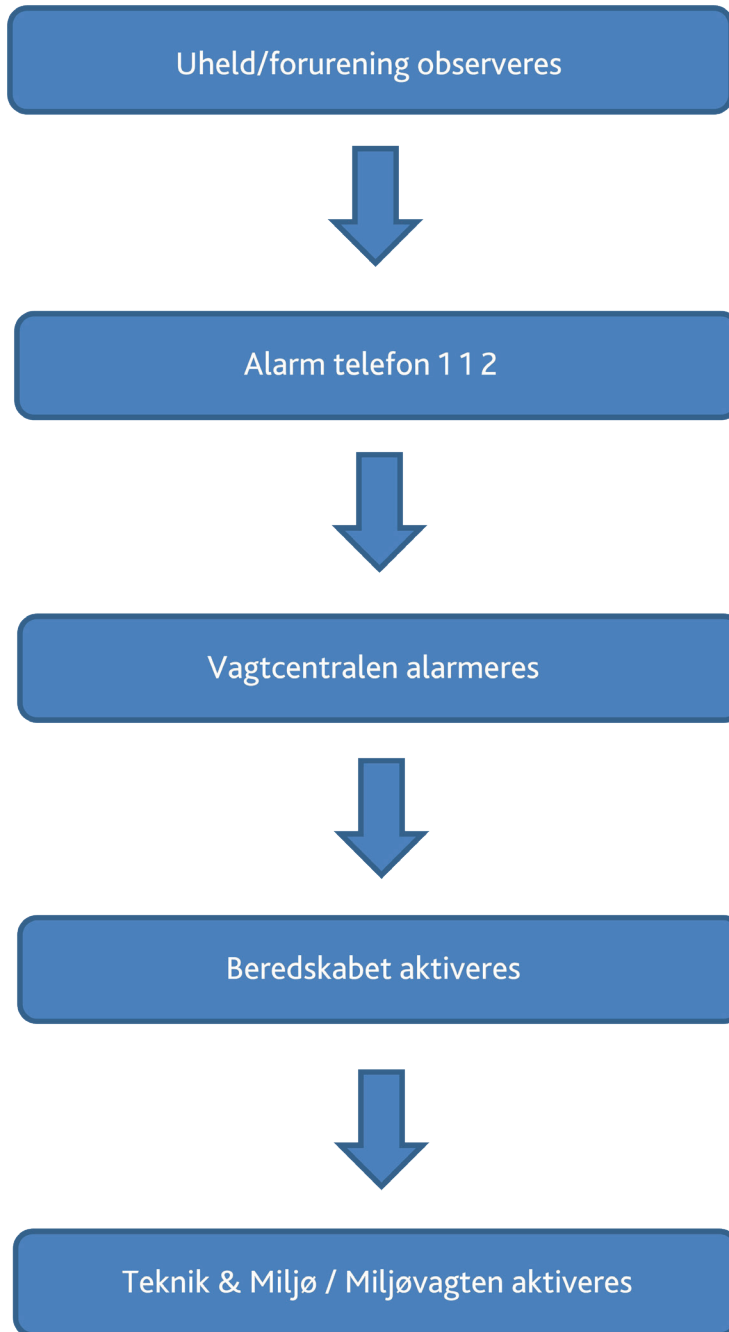 Uheld/forurening observeres
Alarm telefon 1 1 2
Vagtcentralen alarmeres
Beredskabet aktiveres
Teknik & Miljø / Miljøvagten aktiveres